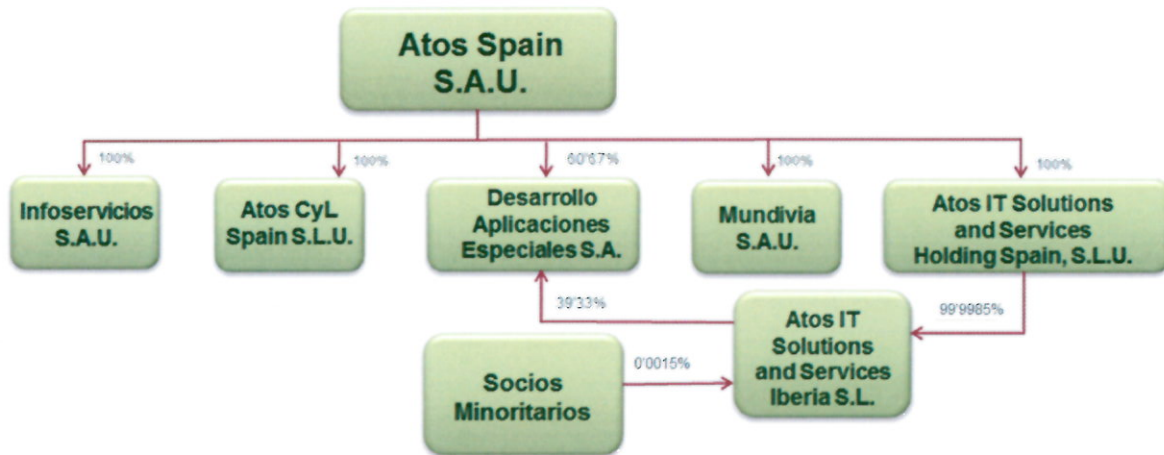 Atos Spain
S.A.U.
100%
100%
60'67%
100%
100%
Infoservicios
S.A.U.
Atos CyL
Spain S.L.U.
Desarrollo
Aplicaciones
Especiales S.A.
Mundivia
S.A.U.
Atos IT Solutions
and Services
Holding Spain, S.L.U.
39'33%
99'9985%
Atos IT
Solutions
and Services
Iberia S.L.
Socios
Minoritarios
0'0015%